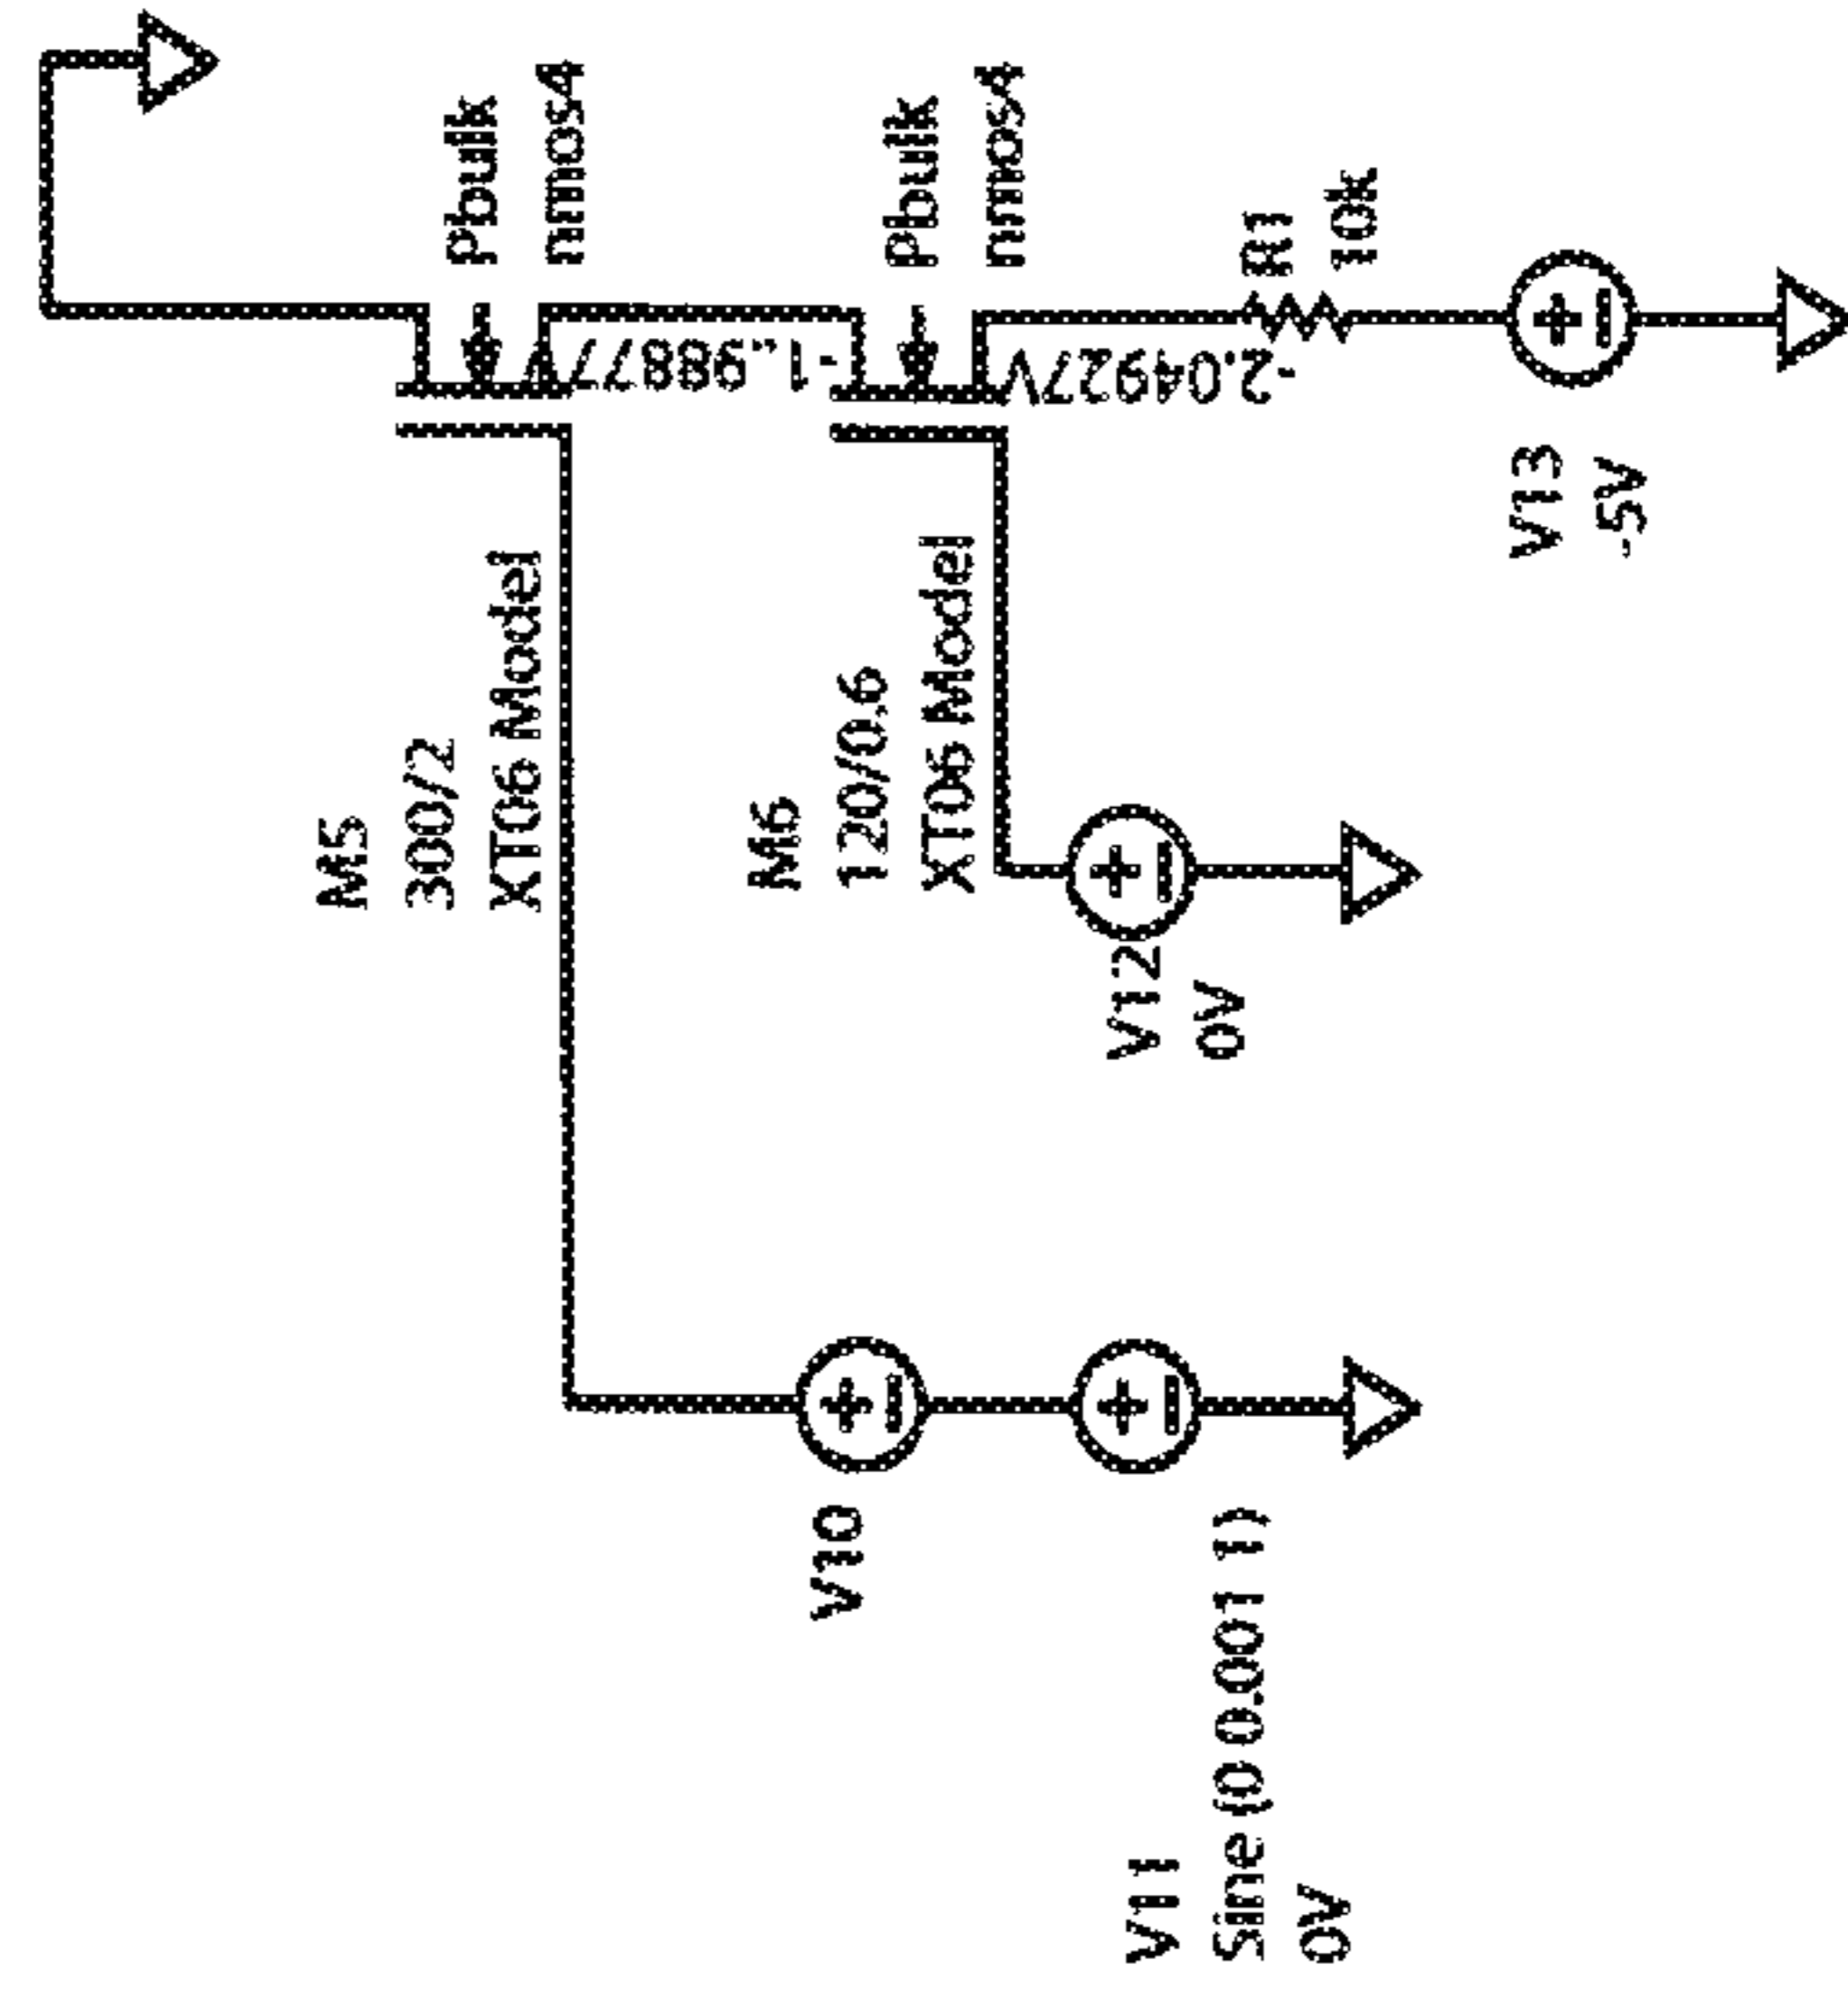 M5
300/2
XT06 Model
pbulk
nmos4
-1.98877
M6
120/0.6
XT06 Model
pbulk
nmos4
-2.04927V
R1
10k
V10
V11
Sine (0 0.001 1)
0V
V12
0V
V13
-5V